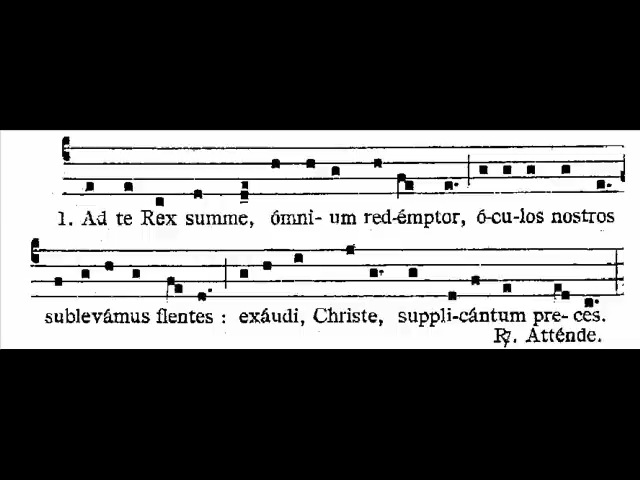 1. Ad te Rex summe, ómni- um red-émptor, ó-cu-los nostros
sublevámus flentes : exáudi, Christe, suppli-cántum pre- ces.
℟. Atténde.